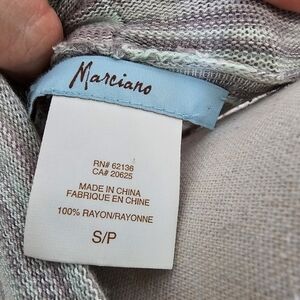 Marciano
RN# 62136
CA# 20625
MADE IN CHINA
FABRIQUE EN CHINE
100% RAYON/RAYONNE
S/P